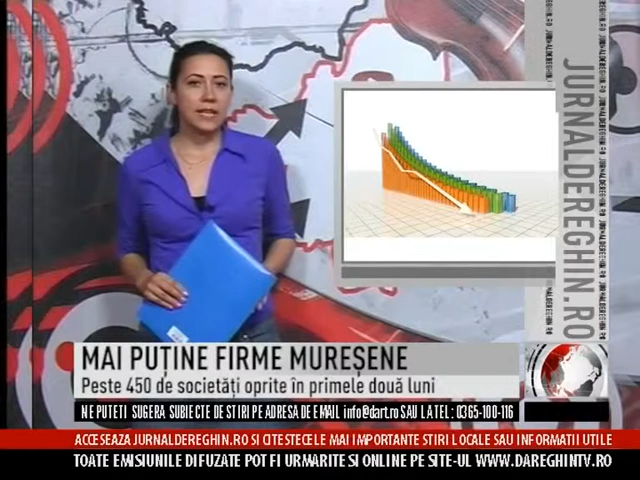 JURNALDEREGHIN.RO
MAI PUȚINE FIRME MUREȘENE
Peste 450 de societăți oprite în primele două luni
NE PUTETI SUGERA SUBIECTE DE STIRI PE ADRESA DE EMAIL info@dart.ro SAU LA TEL: 0365-100-116
ACCESEAZA JURNALDEREGHIN.RO SI CITESTE CELE MAI IMPORTANTE STIRI LOCALE SAU INFORMATII UTILE
TOATE EMISIUNILE DIFUZATE POT FI URMARITE SI ONLINE PE SITE-UL WWW.DAREGHINTV.RO